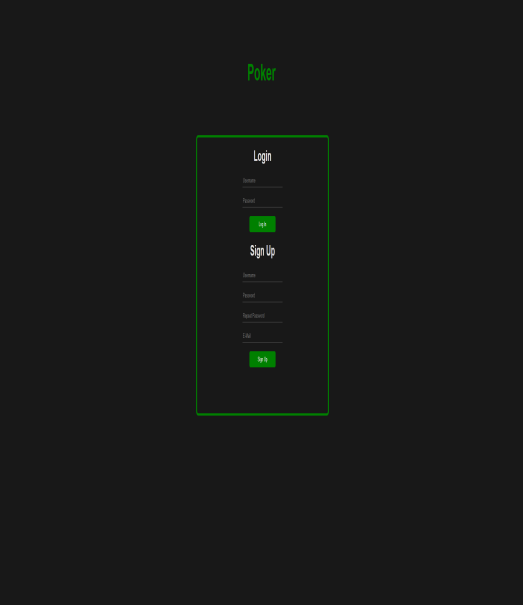 Poker
Login
Username
Password
Log In
Sign Up
Username
Password
Repeat Password
E-Mail
Sign Up